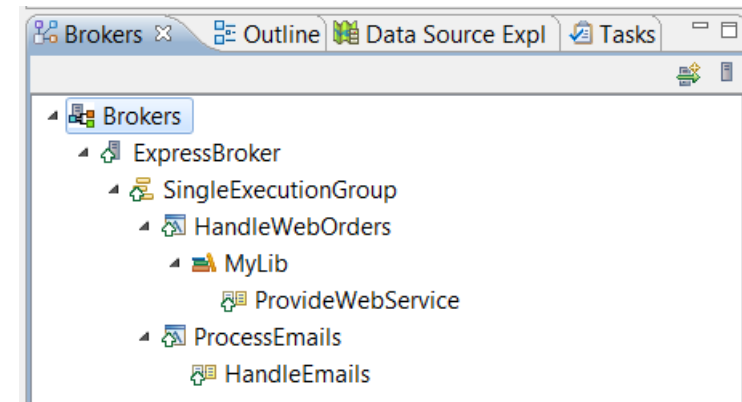 Brokers Outline Data Source Expl Tasks
Brokers
ExpressBroker
SingleExecutionGroup
HandleWebOrders
MyLib
ProvideWebService
ProcessEmails
HandleEmails